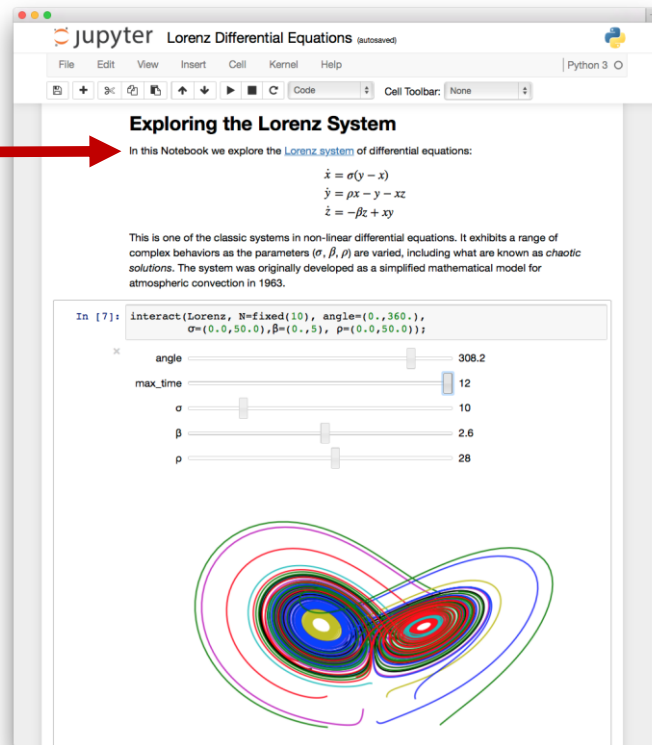 jupyter Lorenz Differential Equations (autosaved)
File Edit View Insert Cell Kernel Help Python 3
Code Cell Toolbar: None
Exploring the Lorenz System
In this Notebook we explore the Lorenz system of differential equations:
ẋ = σ(y − x)
ẏ = ρx − y − xz
ż = −βz + xy
This is one of the classic systems in non-linear differential equations. It exhibits a range of
complex behaviors as the parameters (σ, β, ρ) are varied, including what are known as chaotic
solutions. The system was originally developed as a simplified mathematical model for
atmospheric convection in 1963.
In [7]: interact(Lorenz, N=fixed(10), angle=(0.,360.),
σ=(0.0,50.0),β=(0.,5), ρ=(0.0,50.0));
angle 308.2
max_time 12
σ 10
β 2.6
ρ 28